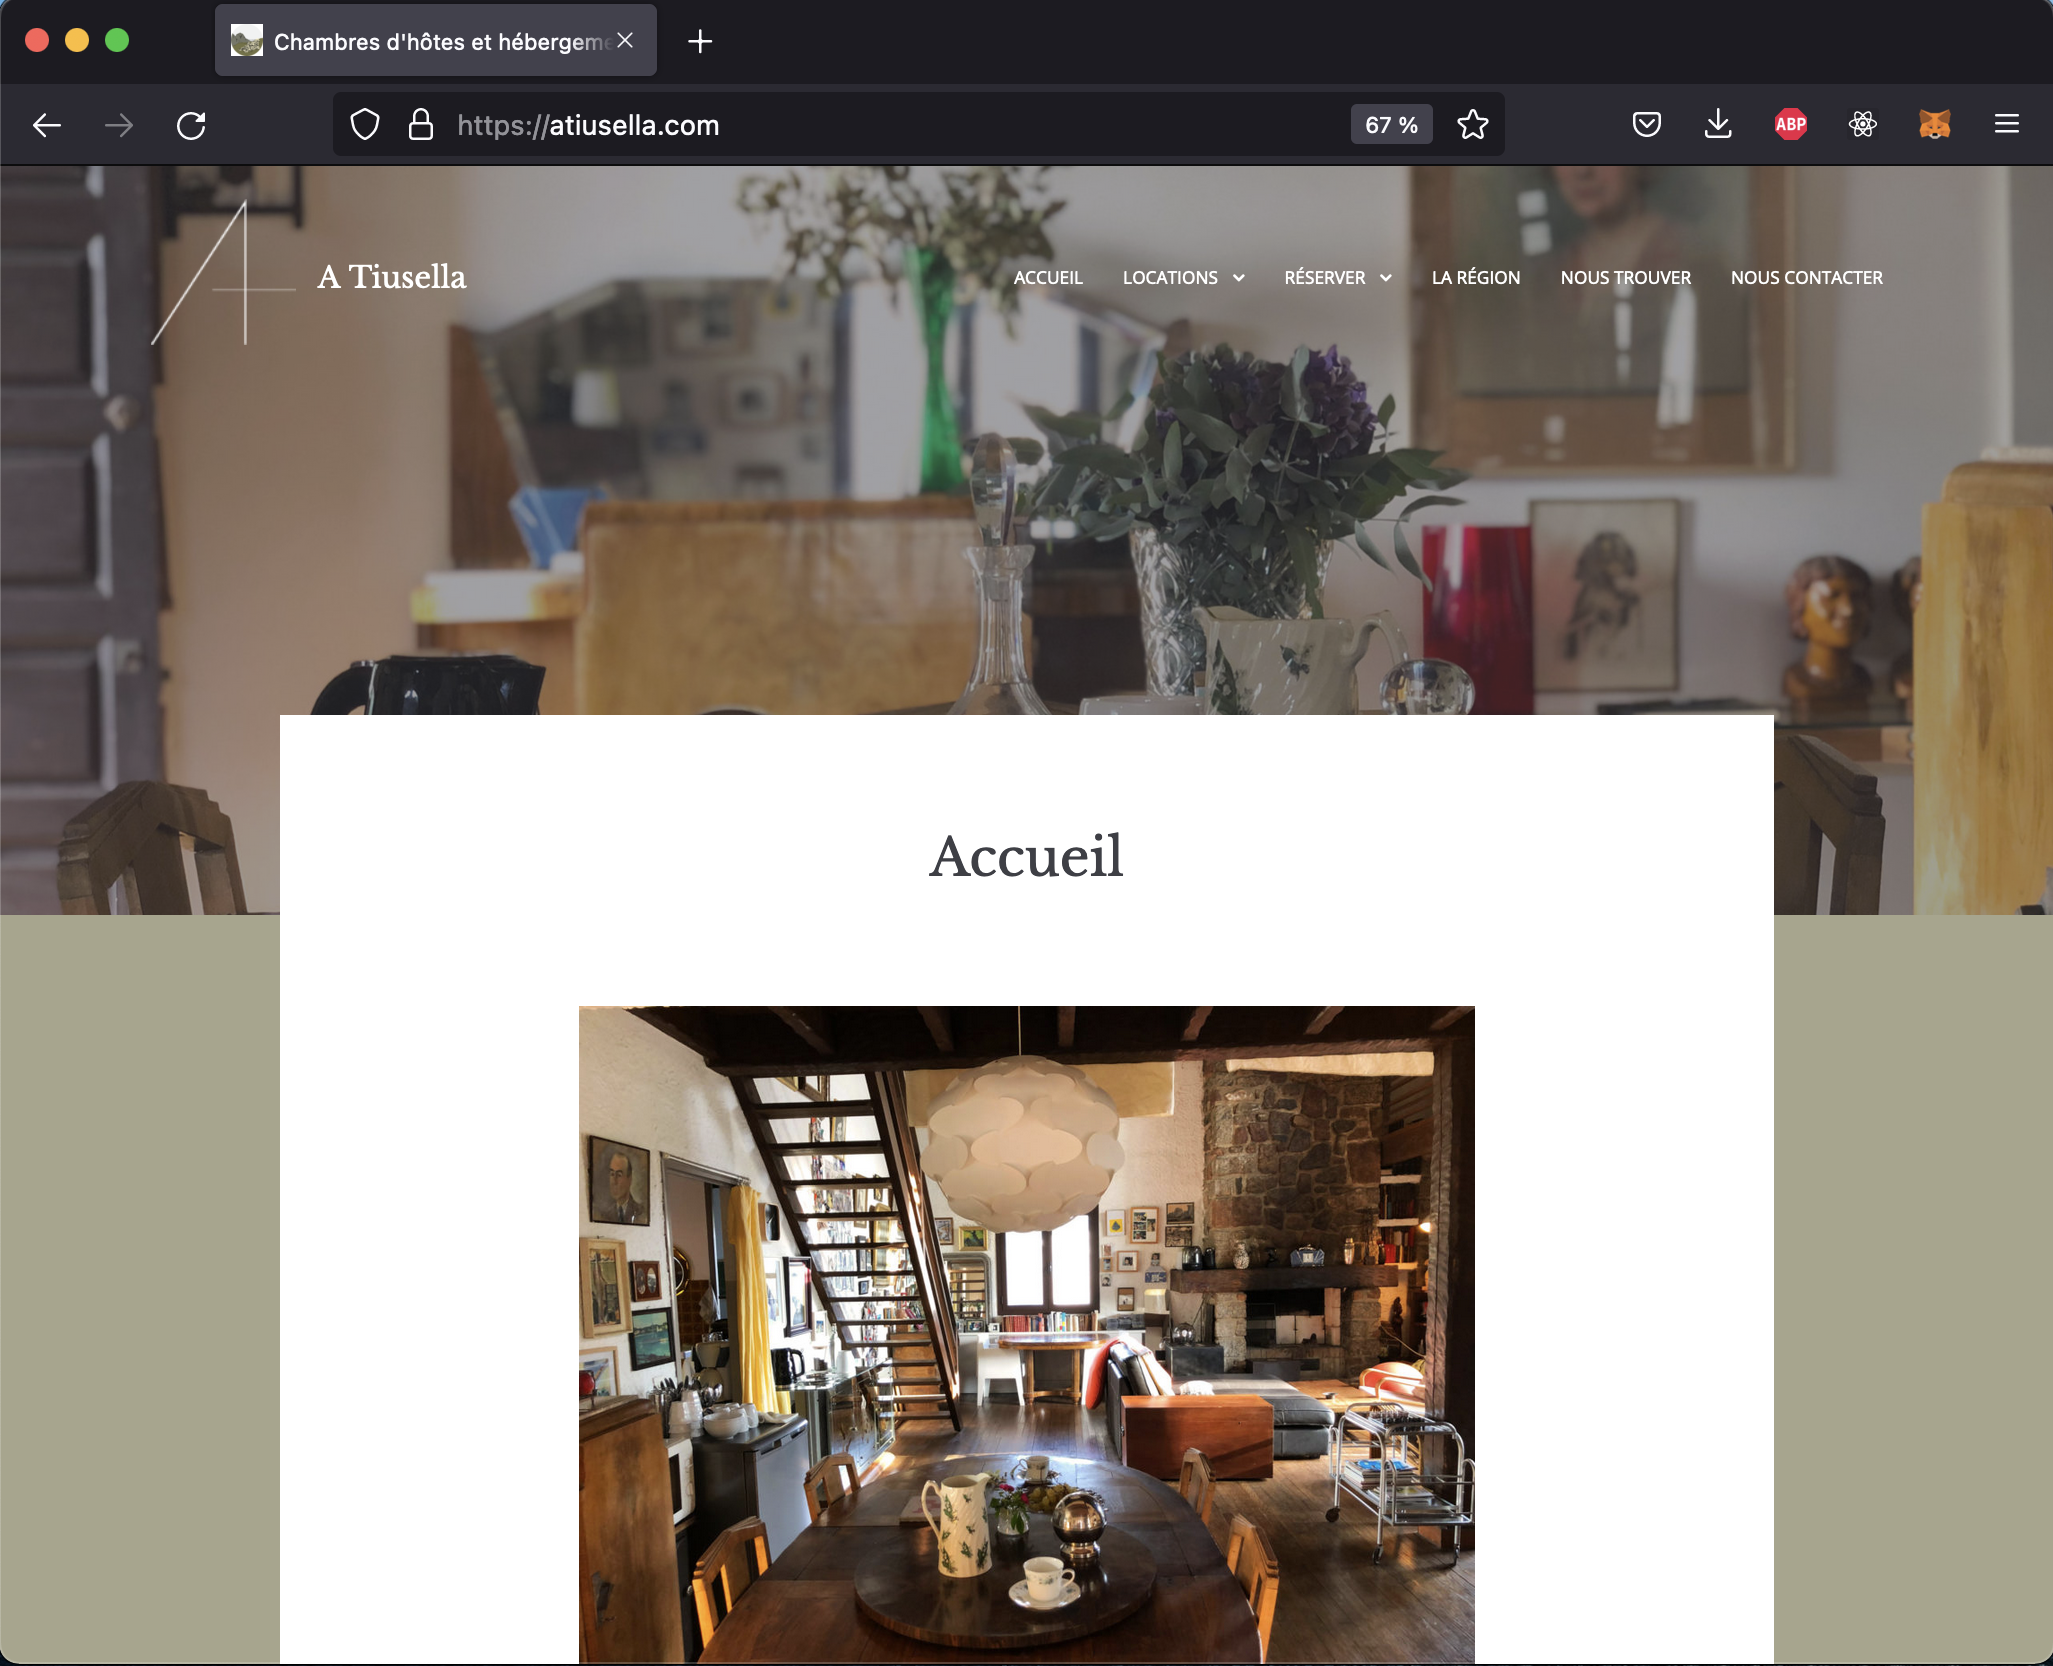 Chambres d'hôtes et hébergeme
https://atiusella.com
67 %
ABP
A Tiusella
ACCUEIL LOCATIONS RÉSERVER LA RÉGION NOUS TROUVER NOUS CONTACTER
Accueil